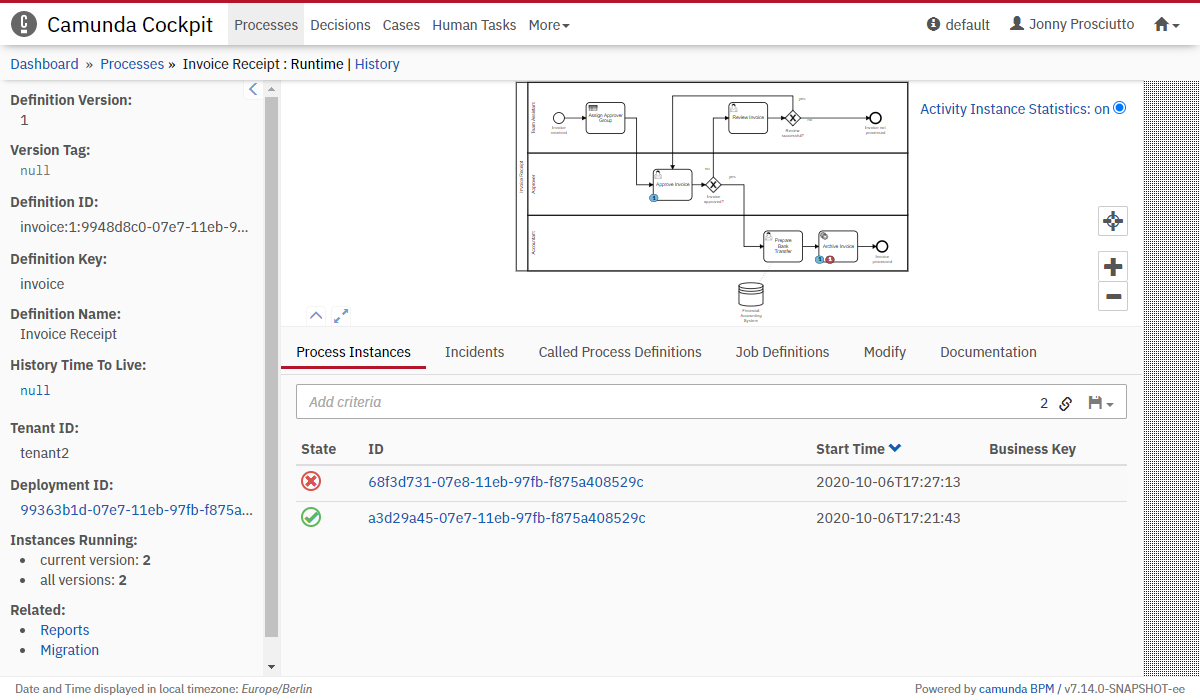 Camunda Cockpit
Processes Decisions Cases Human Tasks More
default Jonny Prosciutto
Dashboard » Processes » Invoice Receipt : Runtime | History
Definition Version:
1
Version Tag:
null
Definition ID:
invoice:1:9948d8c0-07e7-11eb-9...
Definition Key:
invoice
Definition Name:
Invoice Receipt
History Time To Live:
null
Tenant ID:
tenant2
Deployment ID:
99363b1d-07e7-11eb-97fb-f875a...
Instances Running:
current version: 2
all versions: 2
Related:
Reports
Migration
Invoice Receipt
Team Assistant
Invoice
received
Assign Approver
Group
Review Invoice
yes
no
Review
successful?
Invoice not
processed
Approver
Approve Invoice
1
no
yes
Invoice
approved?
Accountant
Prepare
Bank
Transfer
Archive Invoice
1 1
Invoice
processed
Financial
Accounting
System
Activity Instance Statistics: on
Process Instances Incidents Called Process Definitions Job Definitions Modify Documentation
Add criteria 2
State ID Start Time Business Key
68f3d731-07e8-11eb-97fb-f875a408529c 2020-10-06T17:27:13
a3d29a45-07e7-11eb-97fb-f875a408529c 2020-10-06T17:21:43
Date and Time displayed in local timezone: Europe/Berlin
Powered by camunda BPM / v7.14.0-SNAPSHOT-ee